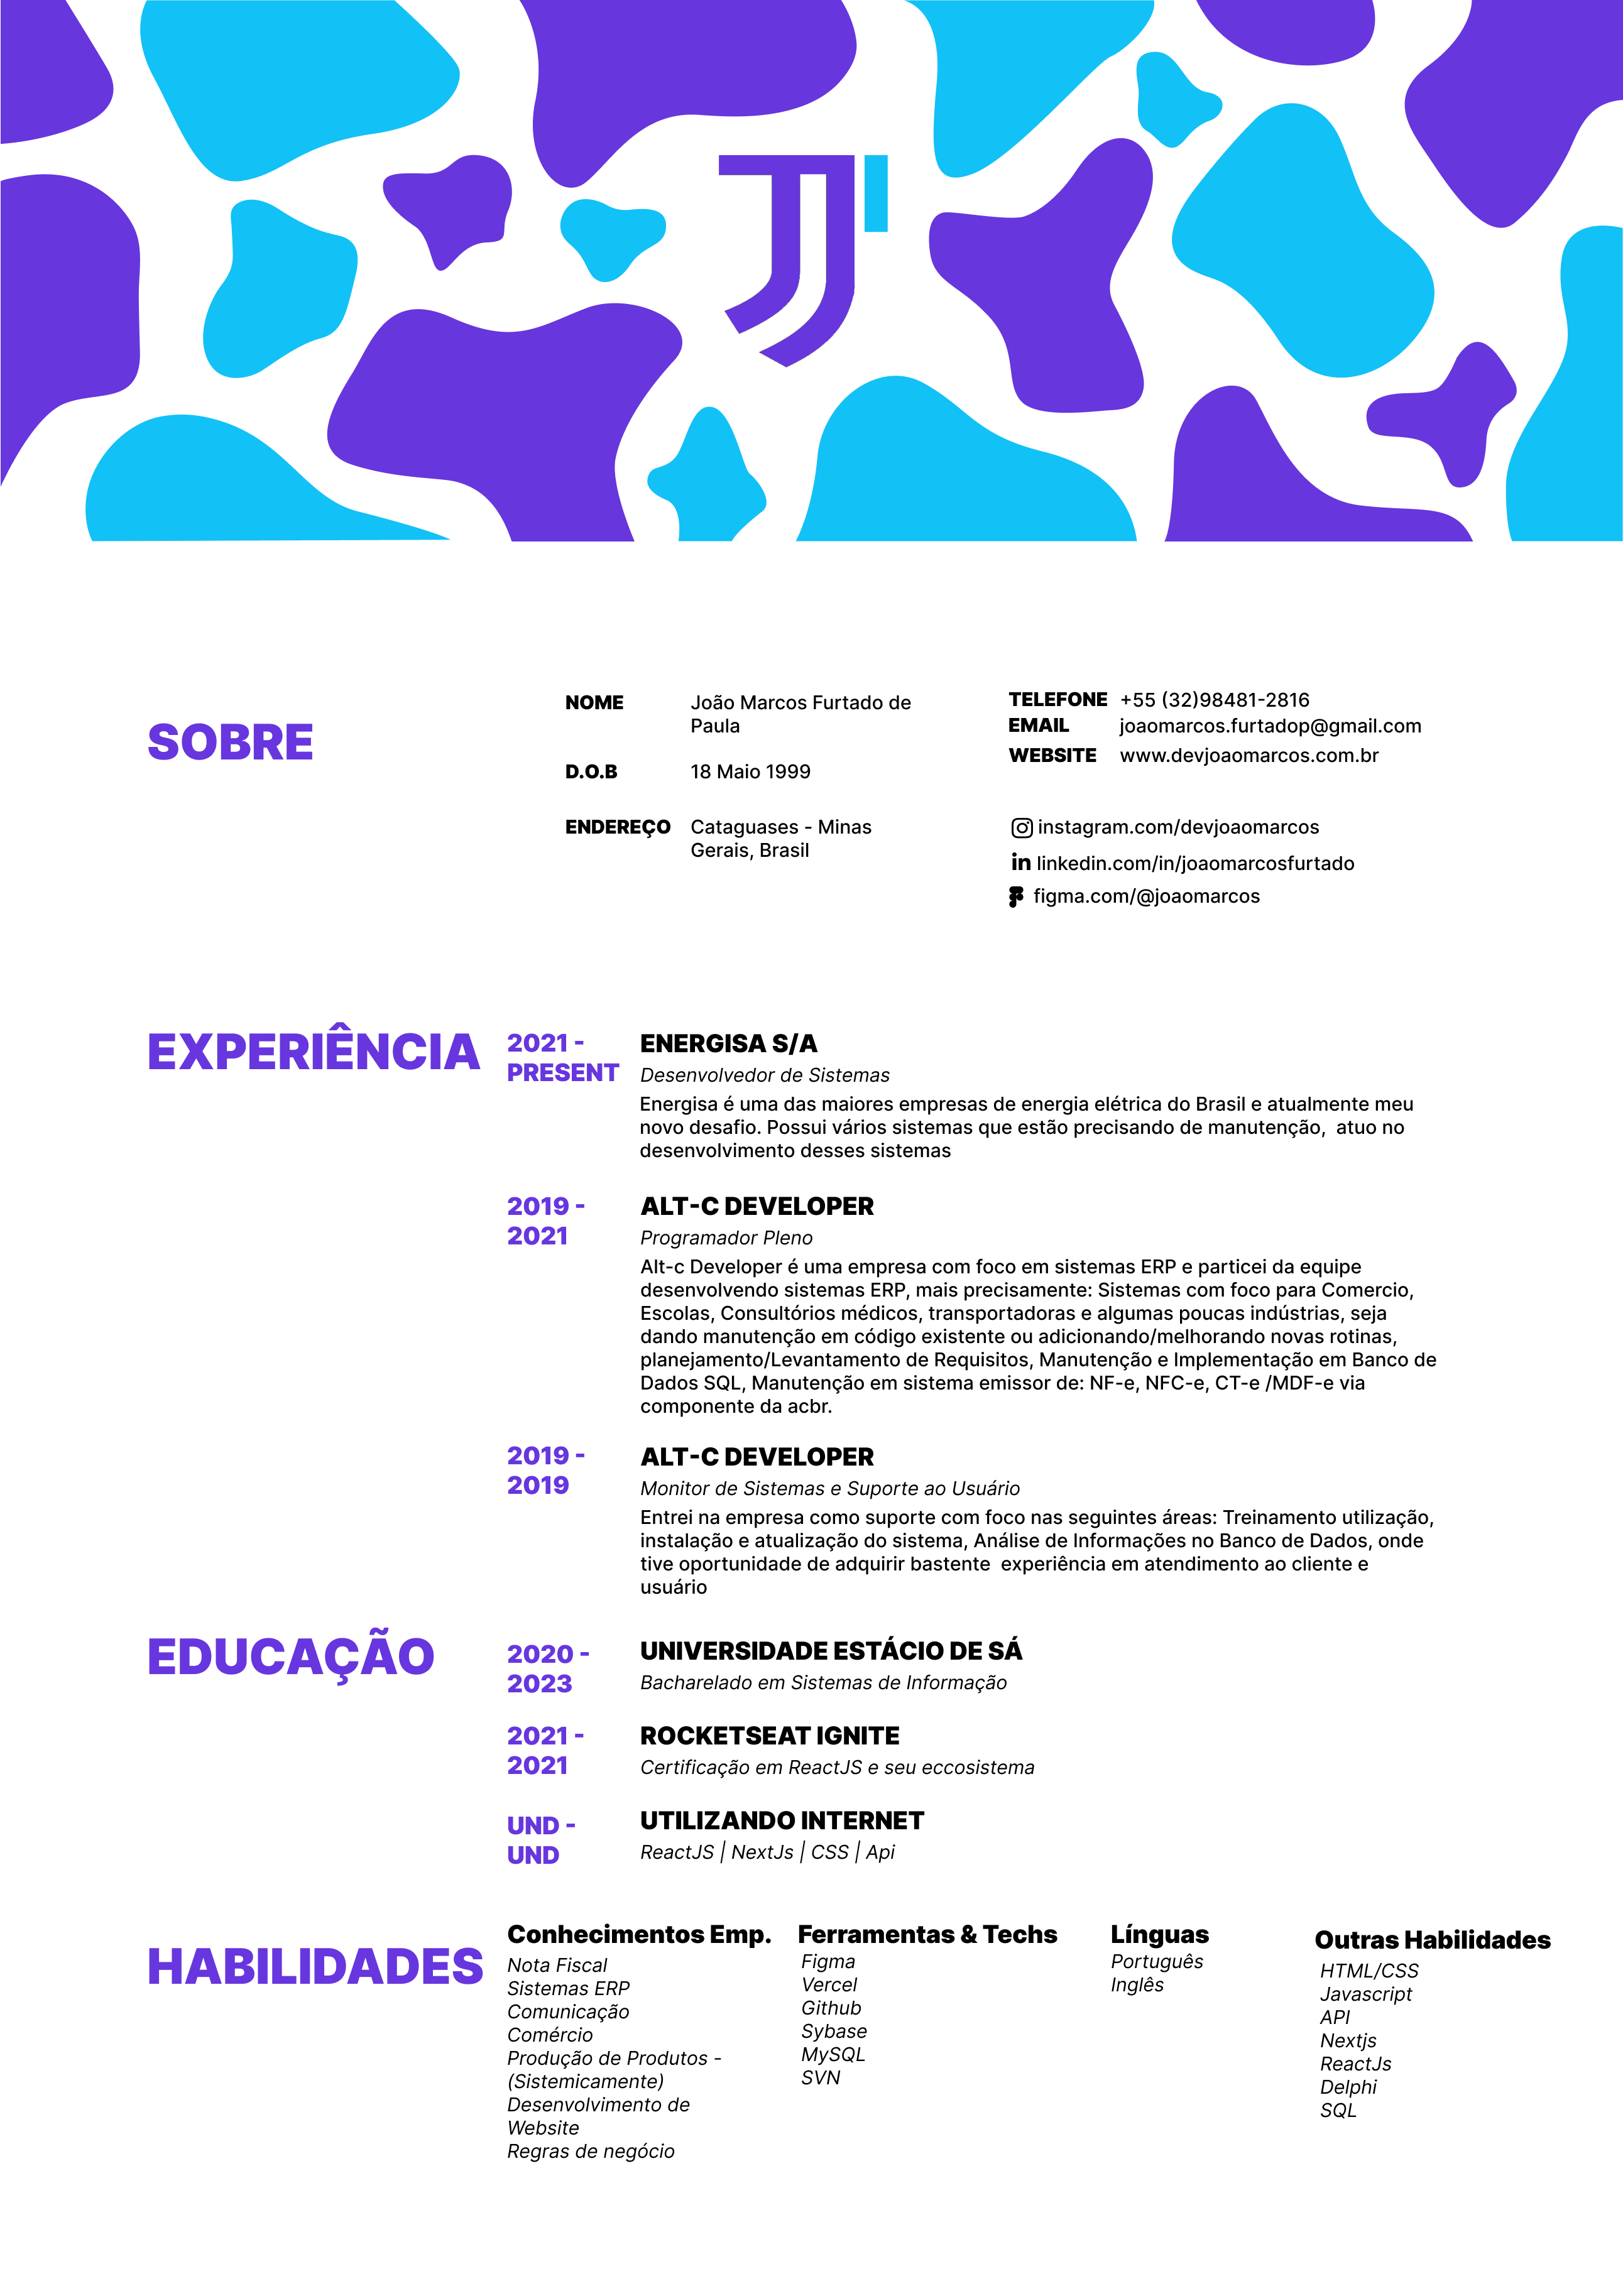 SOBRE
NOME
João Marcos Furtado de
Paula
D.O.B
18 Maio 1999
ENDEREÇO
Cataguases - Minas
Gerais, Brasil
TELEFONE +55 (32)98481-2816
EMAIL joaomarcos.furtadop@gmail.com
WEBSITE www.devjoaomarcos.com.br
instagram.com/devjoaomarcos
in linkedin.com/in/joaomarcosfurtado
figma.com/@joaomarcos
EXPERIÊNCIA
2021 -
PRESENT
ENERGISA S/A
Desenvolvedor de Sistemas
Energisa é uma das maiores empresas de energia elétrica do Brasil e atualmente meu
novo desafio. Possui vários sistemas que estão precisando de manutenção,  atuo no
desenvolvimento desses sistemas
2019 -
2021
ALT-C DEVELOPER
Programador Pleno
Alt-c Developer é uma empresa com foco em sistemas ERP e particei da equipe
desenvolvendo sistemas ERP, mais precisamente: Sistemas com foco para Comercio,
Escolas, Consultórios médicos, transportadoras e algumas poucas indústrias, seja
dando manutenção em código existente ou adicionando/melhorando novas rotinas,
planejamento/Levantamento de Requisitos, Manutenção e Implementação em Banco de
Dados SQL, Manutenção em sistema emissor de: NF-e, NFC-e, CT-e /MDF-e via
componente da acbr.
2019 -
2019
ALT-C DEVELOPER
Monitor de Sistemas e Suporte ao Usuário
Entrei na empresa como suporte com foco nas seguintes áreas: Treinamento utilização,
instalação e atualização do sistema, Análise de Informações no Banco de Dados, onde
tive oportunidade de adquirir bastente  experiência em atendimento ao cliente e
usuário
EDUCAÇÃO
2020 -
2023
UNIVERSIDADE ESTÁCIO DE SÁ
Bacharelado em Sistemas de Informação
2021 -
2021
ROCKETSEAT IGNITE
Certificação em ReactJS e seu eccosistema
UND -
UND
UTILIZANDO INTERNET
ReactJS | NextJs | CSS | Api
HABILIDADES
Conhecimentos Emp.
Nota Fiscal
Sistemas ERP
Comunicação
Comércio
Produção de Produtos -
(Sistemicamente)
Desenvolvimento de
Website
Regras de negócio
Ferramentas & Techs
Figma
Vercel
Github
Sybase
MySQL
SVN
Línguas
Português
Inglês
Outras Habilidades
HTML/CSS
Javascript
API
Nextjs
ReactJs
Delphi
SQL